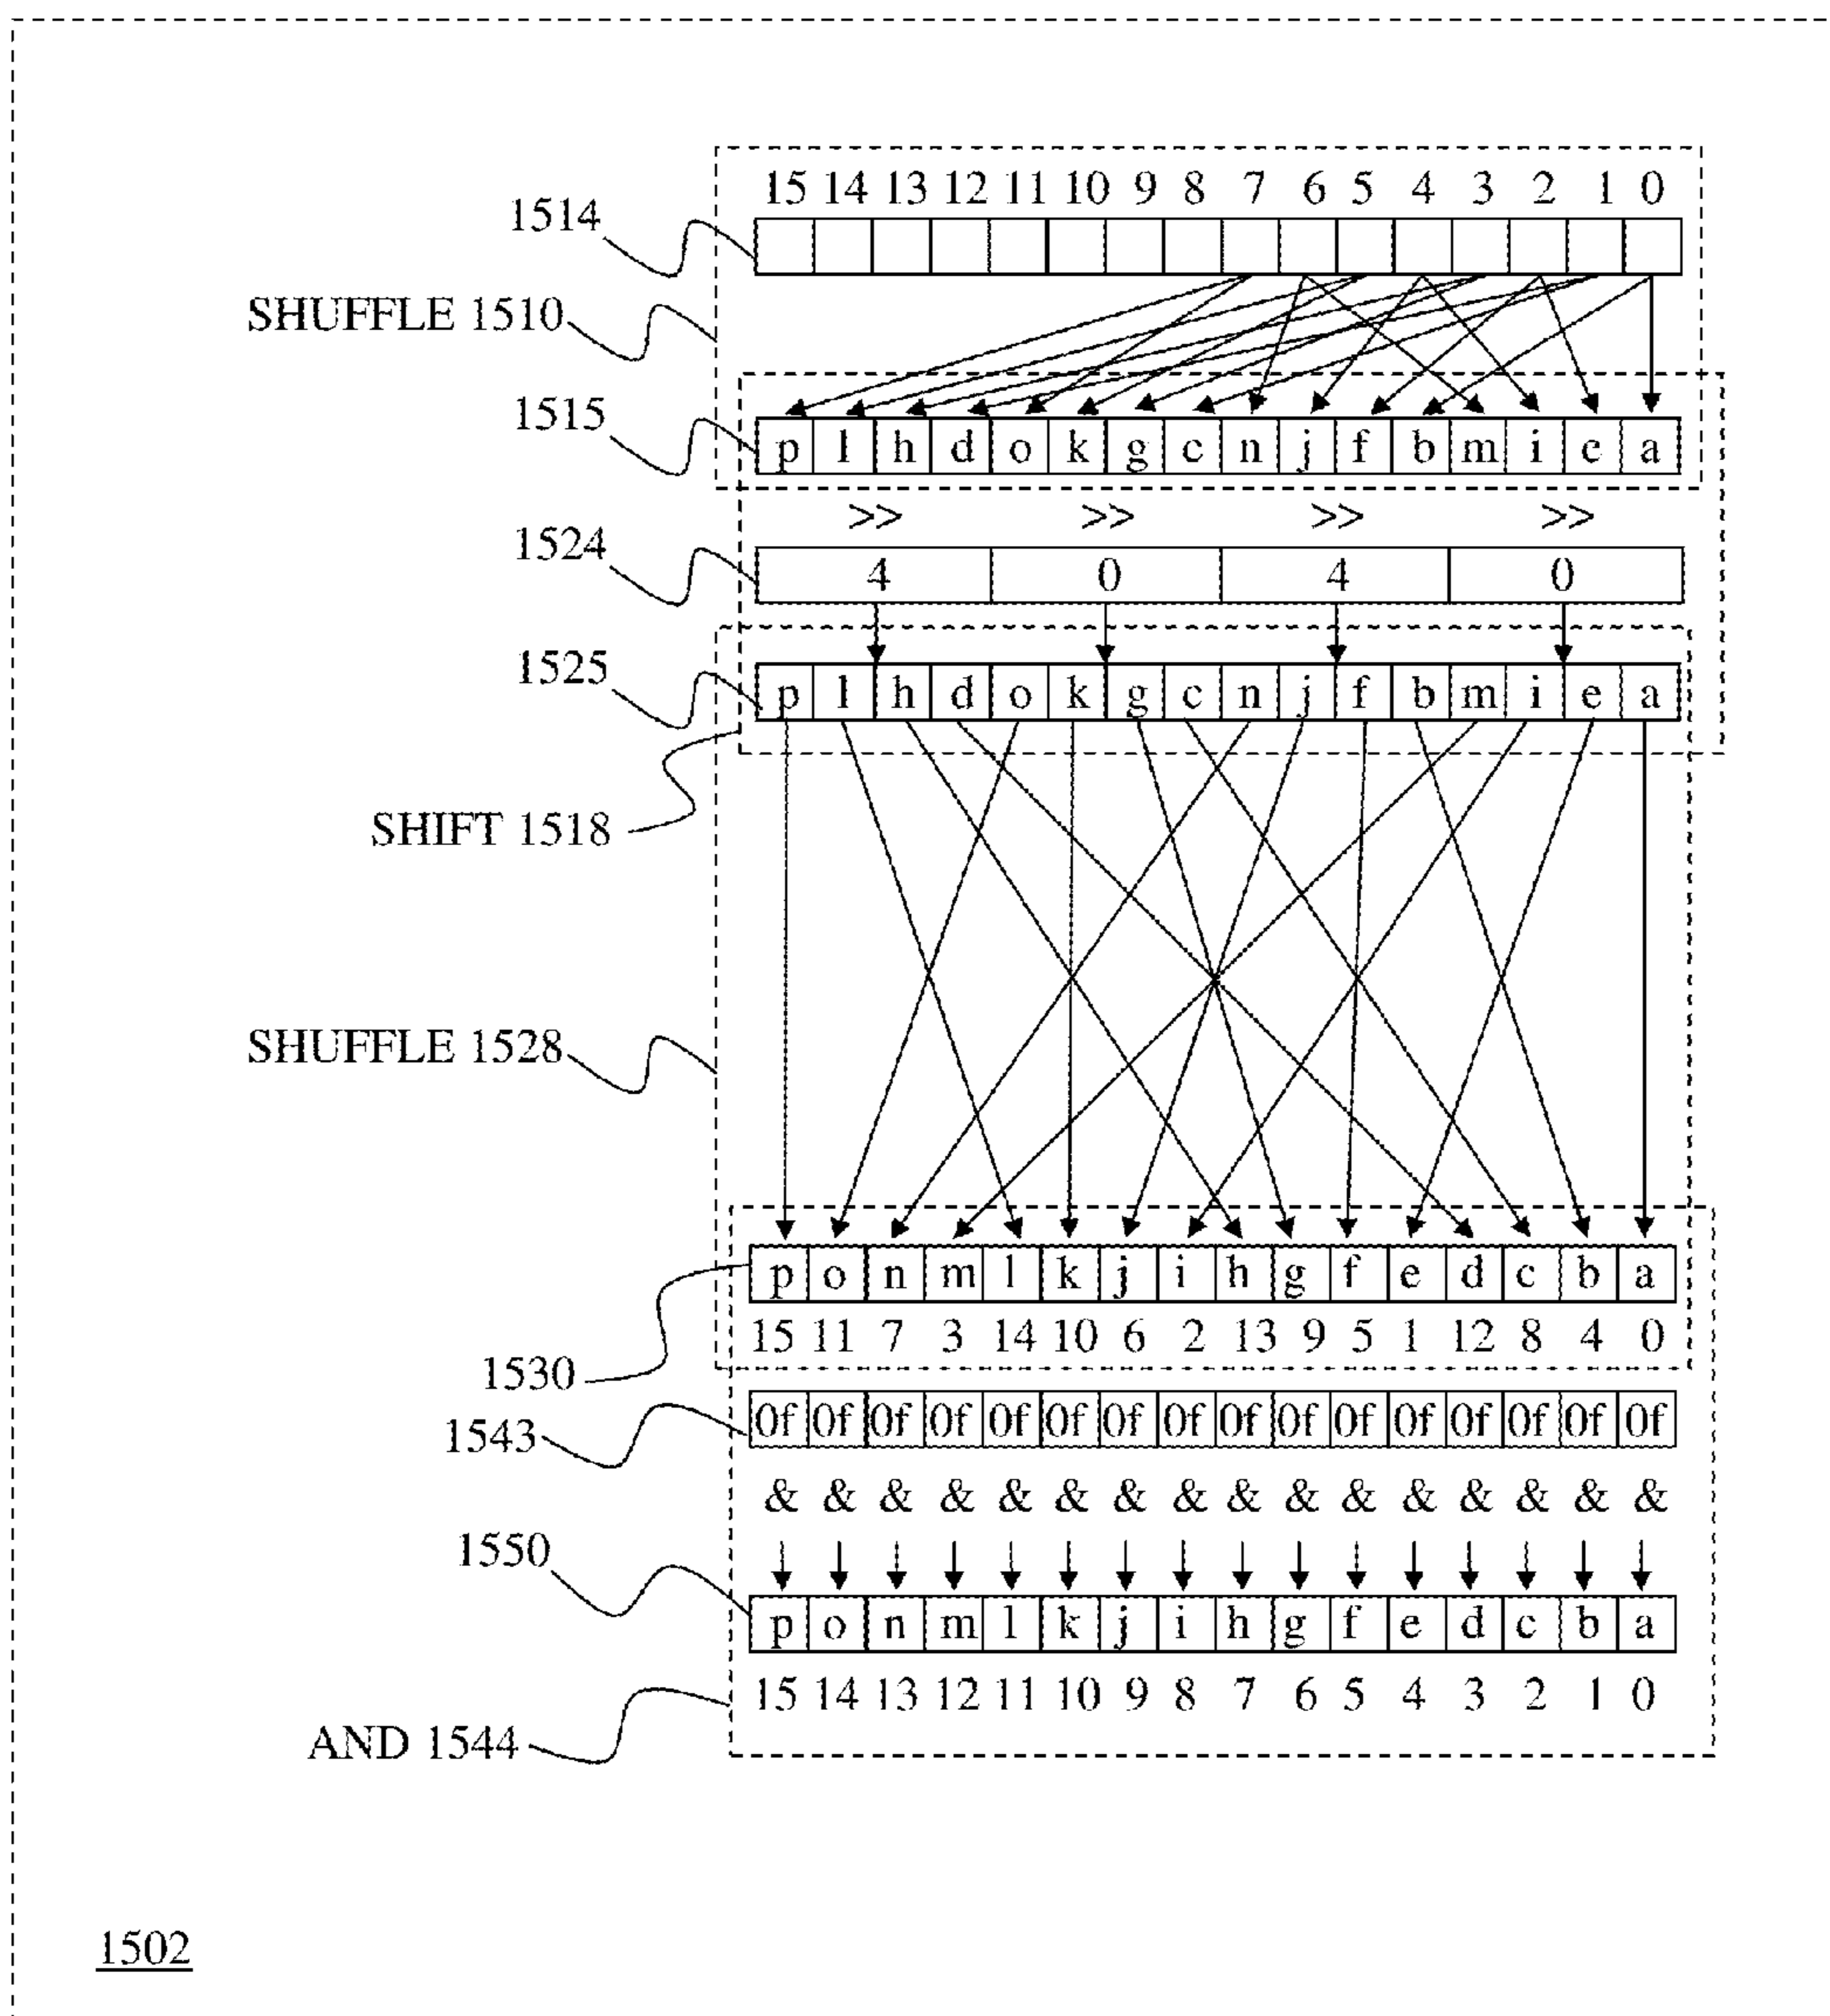 15 14 13 12 11 10 9 8 7 6 5 4 3 2 1 0
1514
SHUFFLE 1510
1515
p l h d o k g c n j f b m i e a
>> >> >> >>
1524
4 0 4 0
1525
p l h d o k g c n j f b m i e a
SHIFT 1518
SHUFFLE 1528
p o n m l k j i h g f e d c b a
15 11 7 3 14 10 6 2 13 9 5 1 12 8 4 0
1530
0f 0f 0f 0f 0f 0f 0f 0f 0f 0f 0f 0f 0f 0f 0f 0f
1543
& & & & & & & & & & & & & & & &
1550
p o n m l k j i h g f e d c b a
15 14 13 12 11 10 9 8 7 6 5 4 3 2 1 0
AND 1544
1502